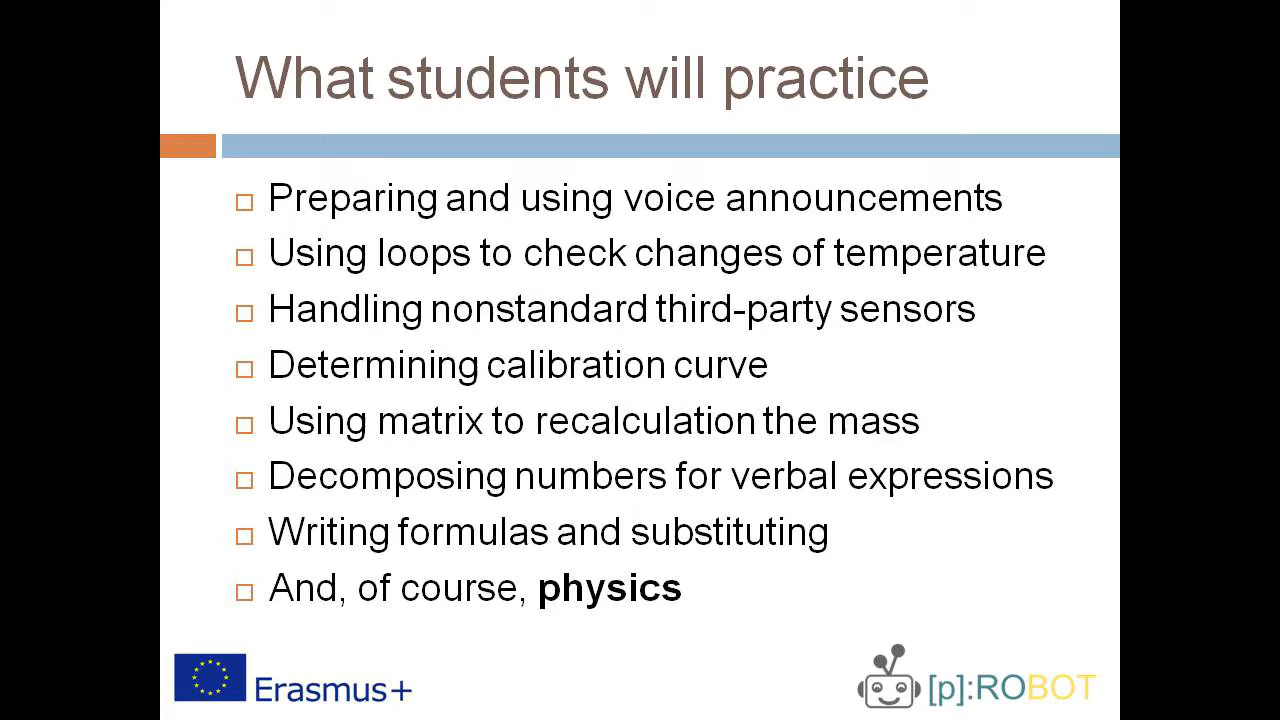 What students will practice
Preparing and using voice announcements
Using loops to check changes of temperature
Handling nonstandard third-party sensors
Determining calibration curve
Using matrix to recalculation the mass
Decomposing numbers for verbal expressions
Writing formulas and substituting
And, of course, physics
Erasmus+
[p]:ROBOT